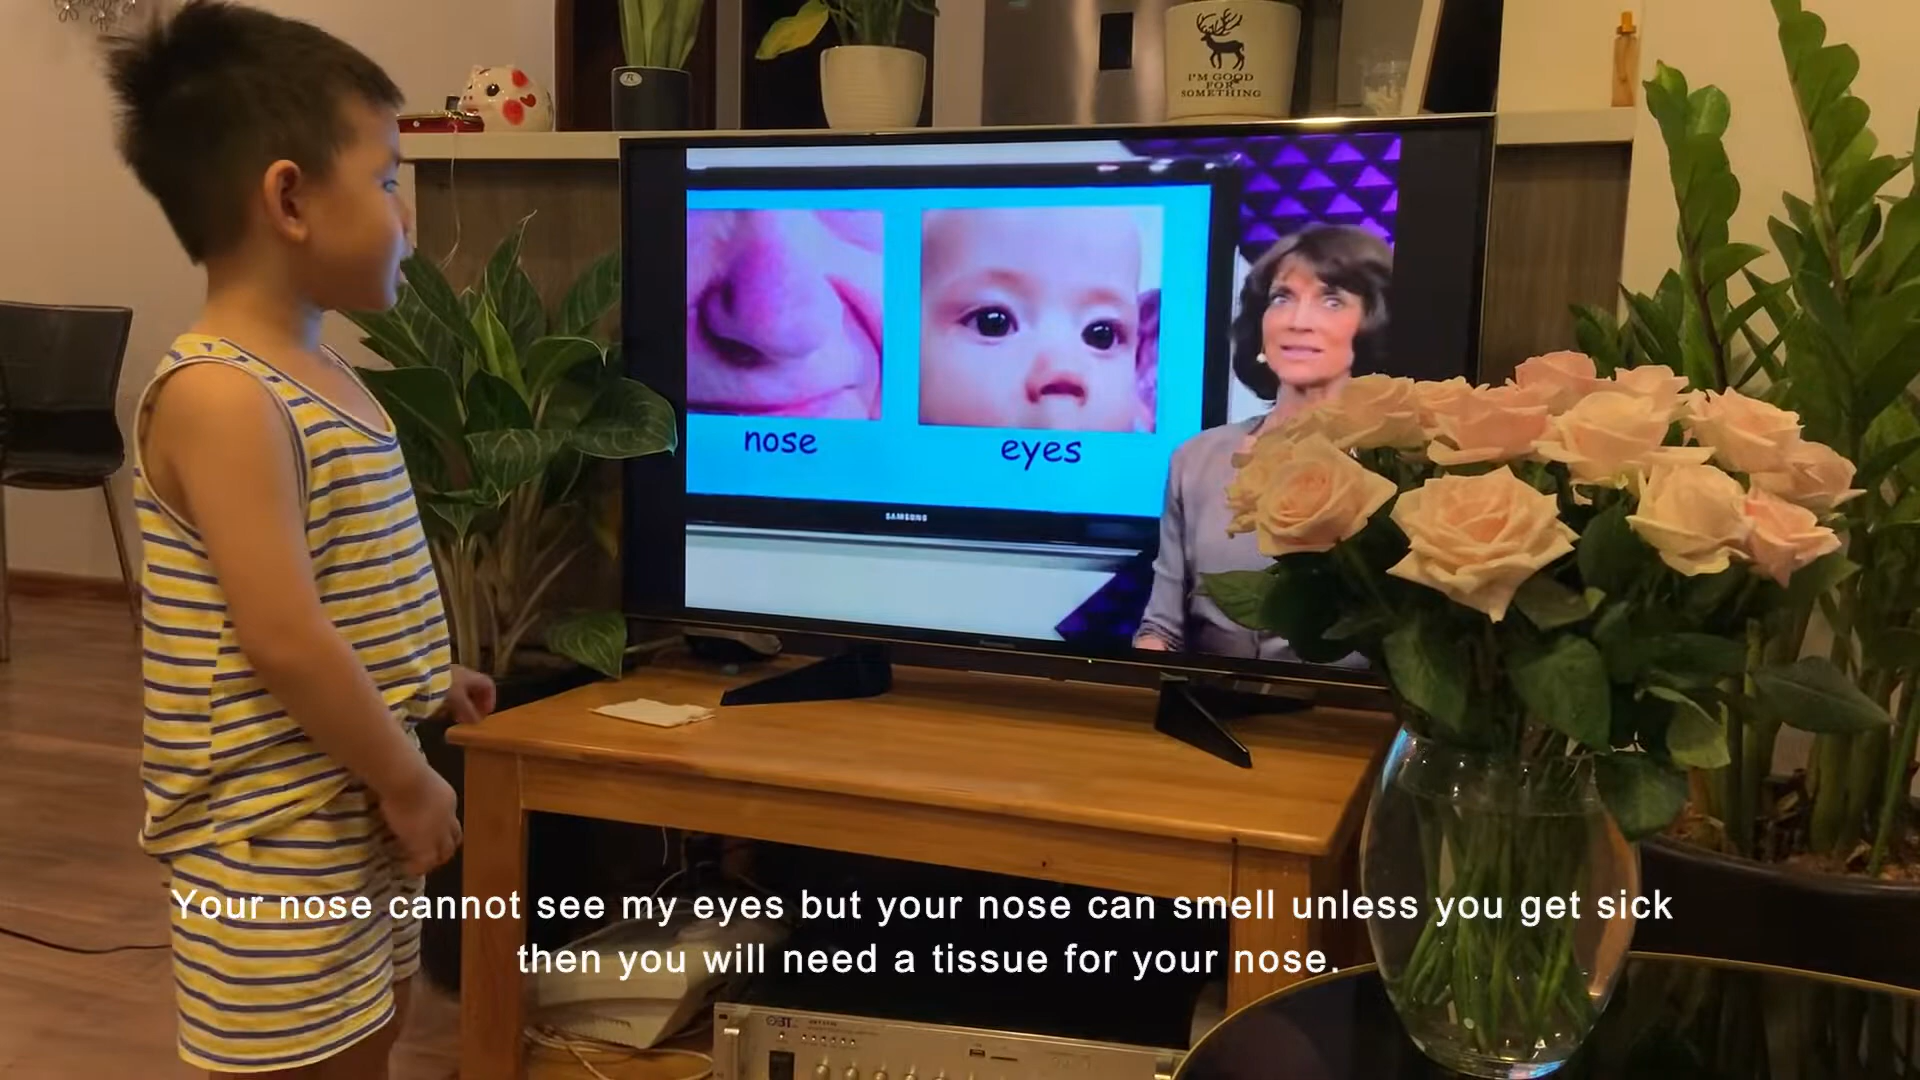 I'M GOOD
FOR
SOMETHING
nose
eyes
SAMSUNG
Your nose cannot see my eyes but your nose can smell unless you get sick
then you will need a tissue for your nose.